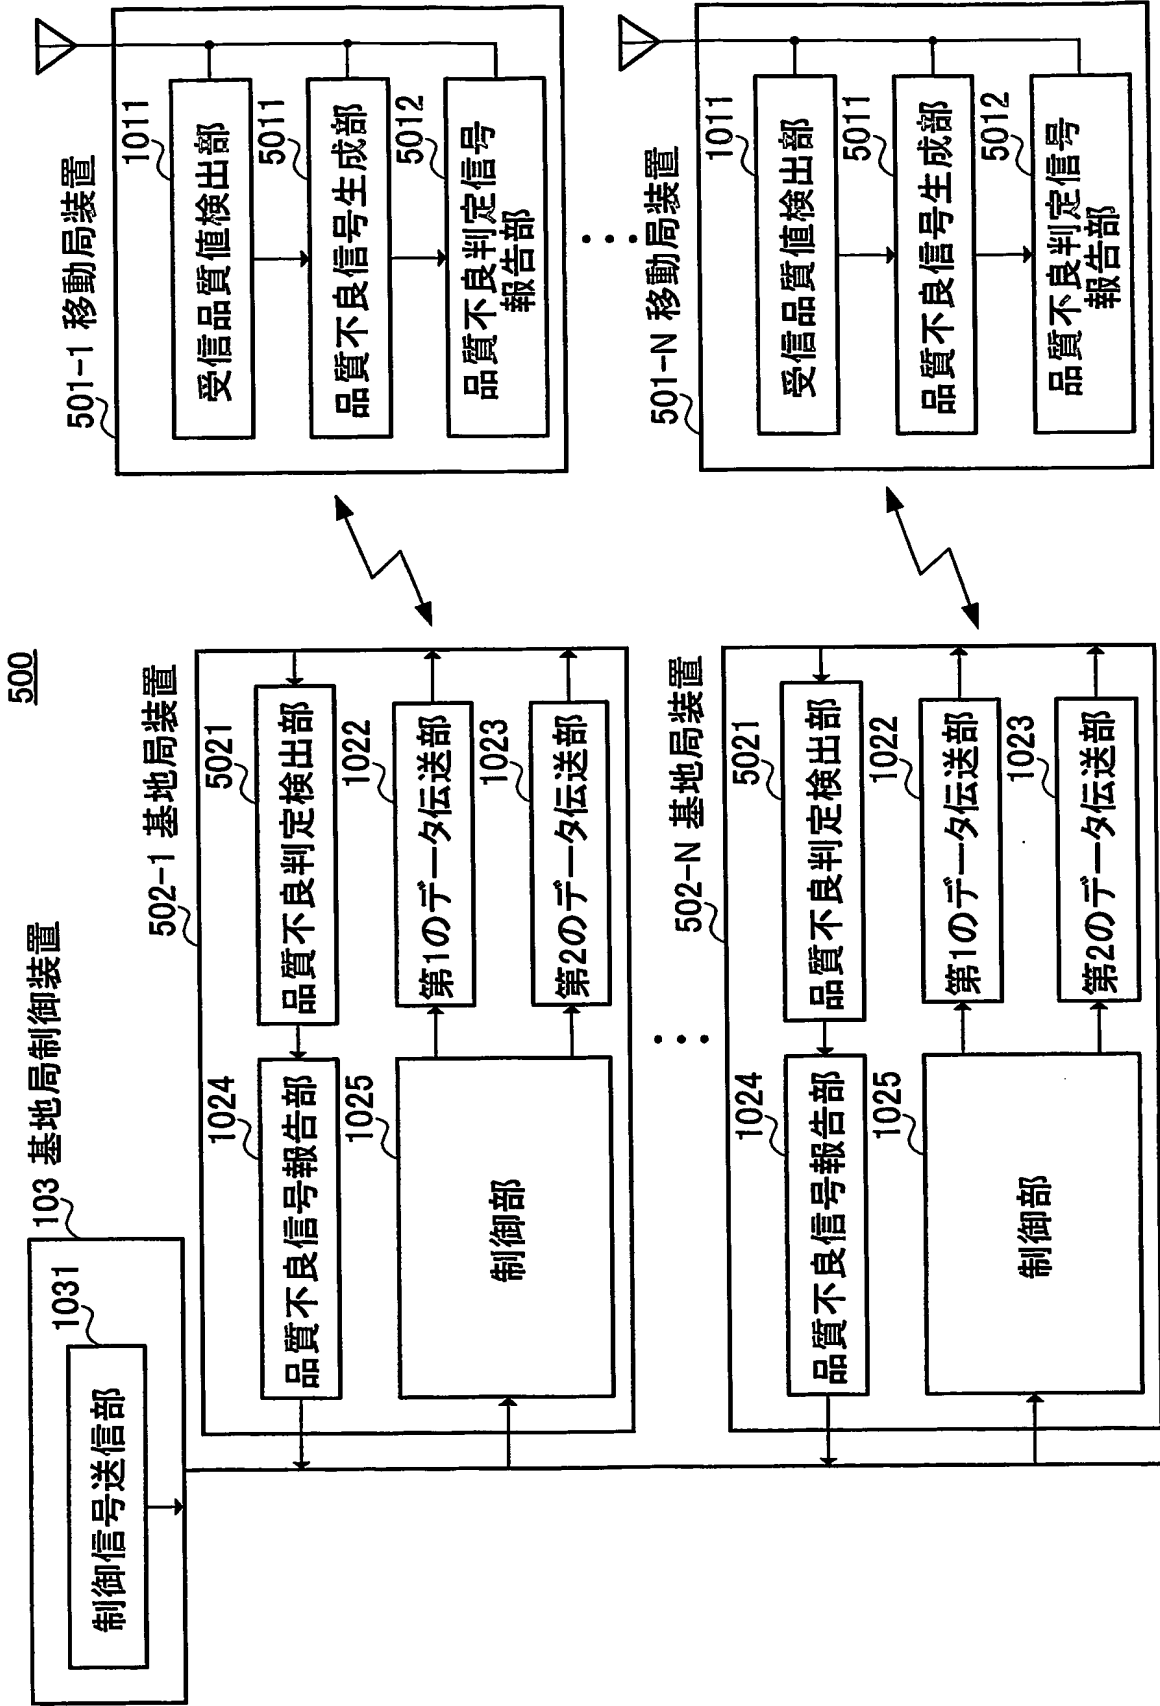 500
103 基地局制御装置
1031
制御信号送信部
502-1 基地局装置
5021
品質不良判定検出部
1024
品質不良信号報告部
1022
第1のデータ伝送部
1025
制御部
1023
第2のデータ伝送部
501-1 移動局装置
1011
受信品質値検出部
5011
品質不良信号生成部
5012
品質不良判定信号
報告部
502-N 基地局装置
5021
品質不良判定検出部
1024
品質不良信号報告部
1022
第1のデータ伝送部
1025
制御部
1023
第2のデータ伝送部
501-N 移動局装置
1011
受信品質値検出部
5011
品質不良信号生成部
5012
品質不良判定信号
報告部